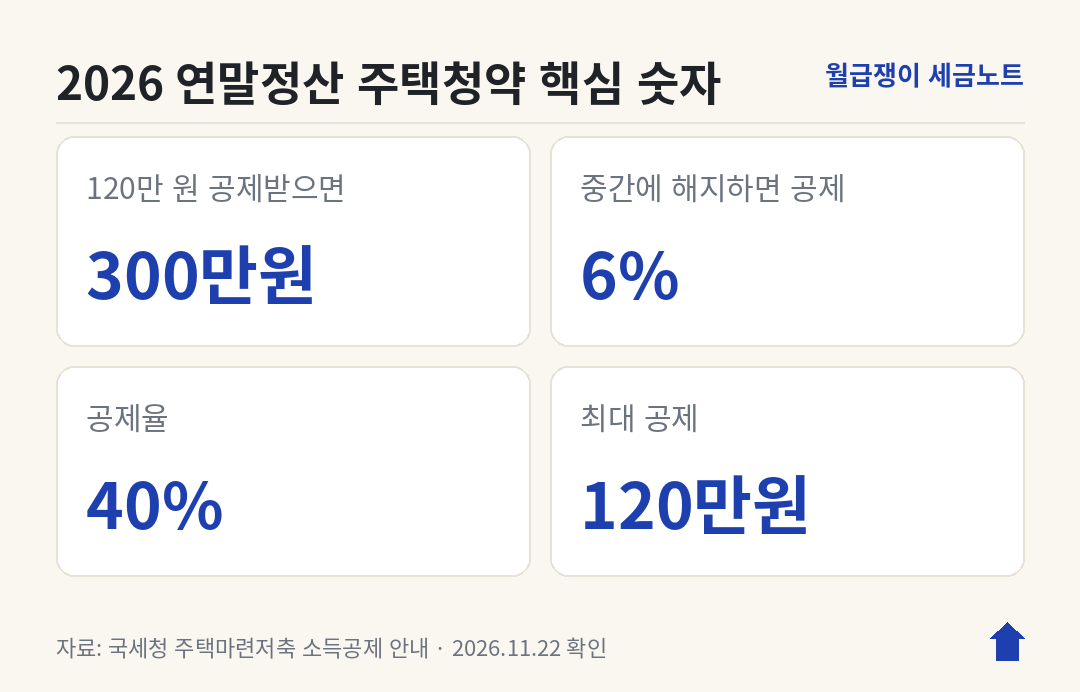 2026 연말정산 주택청약 핵심 숫자
월급쟁이 세금노트
120만 원 공제받으면
300만원
중간에 해지하면 공제
6%
공제율
40%
최대 공제
120만원
자료: 국세청 주택마련저축 소득공제 안내 · 2026.11.22 확인